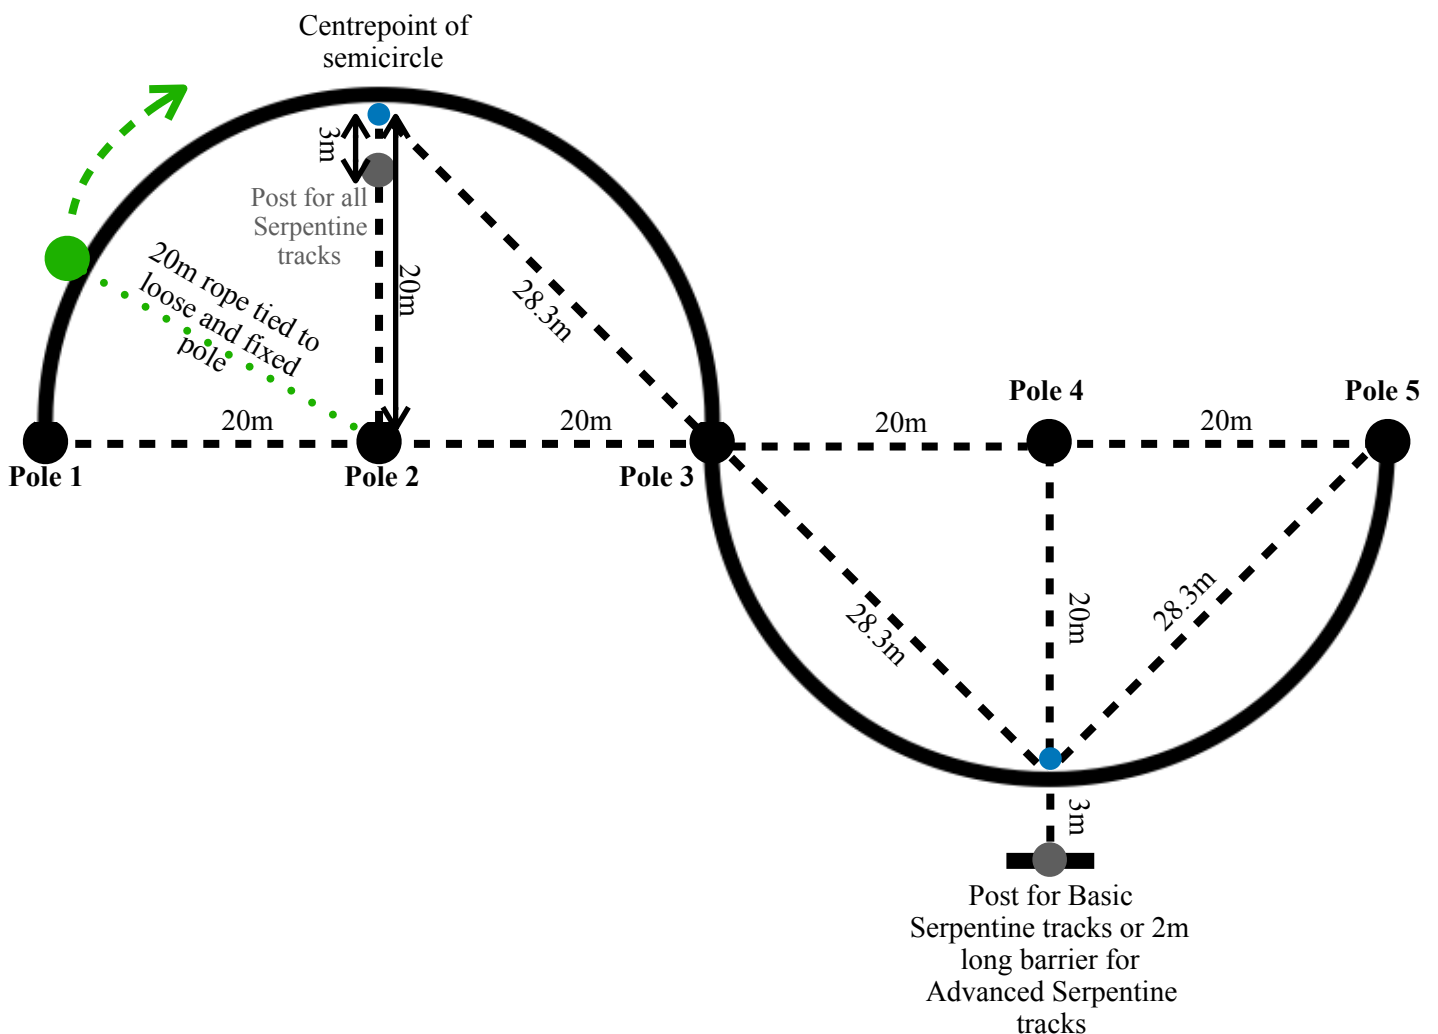 Centrepoint of
semicircle
3m
Post for all
Serpentine
tracks
20m
20m rope tied to
loose and fixed
pole
28.3m
20m
20m
20m
20m
Pole 4
Pole 5
Pole 1
Pole 2
Pole 3
28.3m
20m
28.3m
3m
Post for Basic
Serpentine tracks or 2m
long barrier for
Advanced Serpentine
tracks